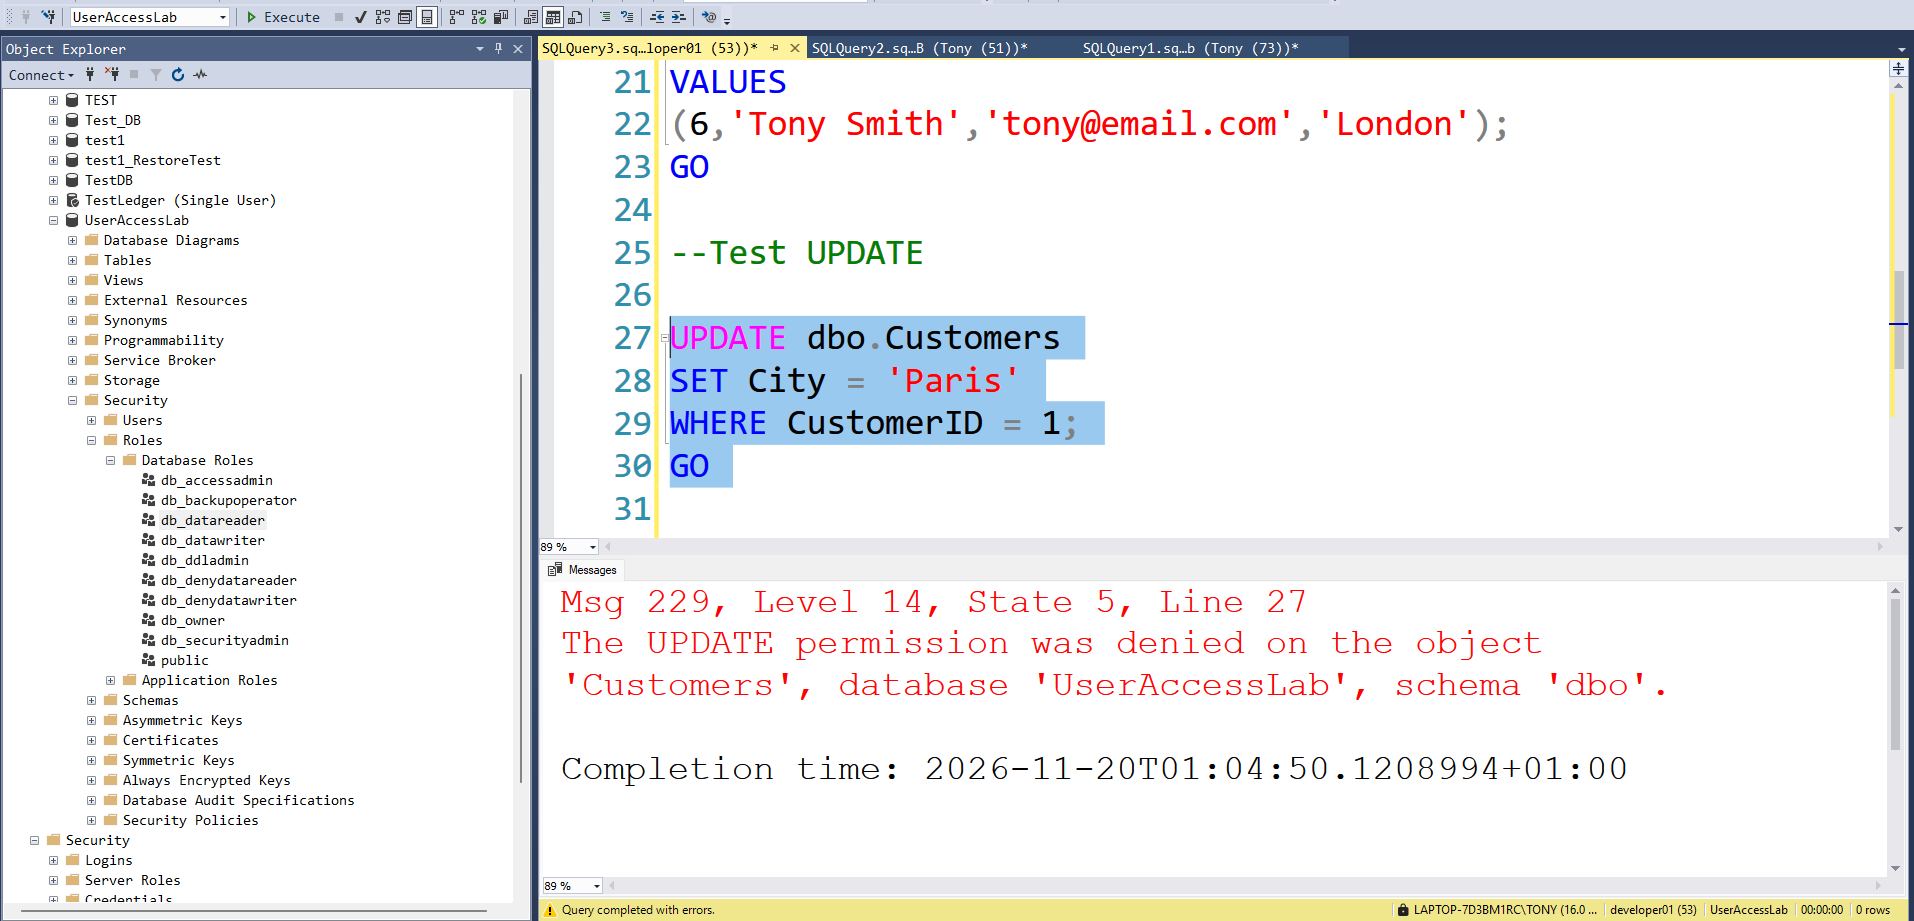 UserAccessLab
Execute
Object Explorer
Connect
TEST
Test_DB
test1
test1_RestoreTest
TestDB
TestLedger (Single User)
UserAccessLab
Database Diagrams
Tables
Views
External Resources
Synonyms
Programmability
Service Broker
Storage
Security
Users
Roles
Database Roles
db_accessadmin
db_backupoperator
db_datareader
db_datawriter
db_ddladmin
db_denydatareader
db_denydatawriter
db_owner
db_securityadmin
public
Application Roles
Schemas
Asymmetric Keys
Certificates
Symmetric Keys
Always Encrypted Keys
Database Audit Specifications
Security Policies
Security
Logins
Server Roles
Credentials
SQLQuery3.sq...loper01 (53))*
SQLQuery2.sq...B (Tony (51))*
SQLQuery1.sq...b (Tony (73))*
21 VALUES
22 (6,'Tony Smith','tony@email.com','London');
23 GO
24
25 --Test UPDATE
26
27 UPDATE dbo.Customers
28 SET City = 'Paris'
29 WHERE CustomerID = 1;
30 GO
31
89 %
Messages
Msg 229, Level 14, State 5, Line 27
The UPDATE permission was denied on the object
'Customers', database 'UserAccessLab', schema 'dbo'.
Completion time: 2026-11-20T01:04:50.1208994+01:00
89 %
Query completed with errors.
LAPTOP-7D3BM1RC\TONY (16.0 ...
developer01 (53)
UserAccessLab
00:00:00
0 rows